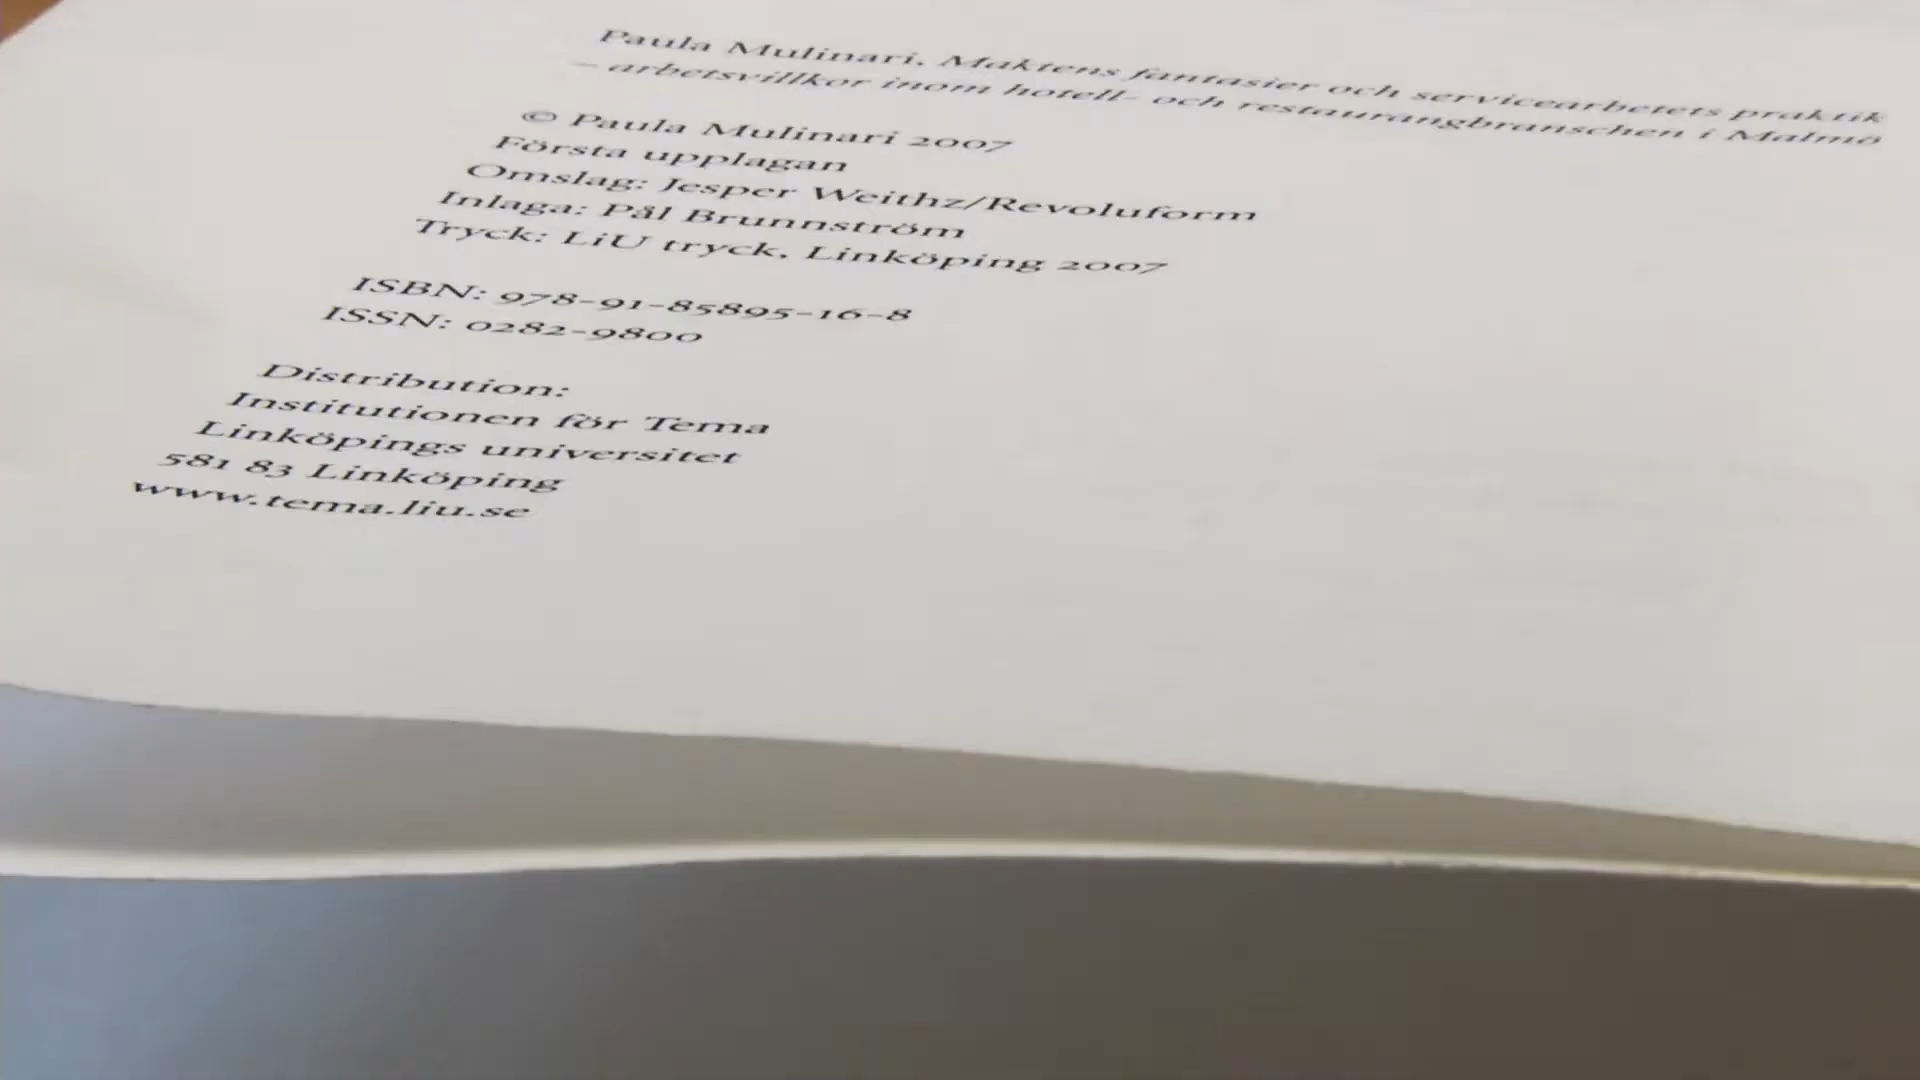 Paula Mulinari, Maktens fantasier och servicearbetets praktik
– arbetsvillkor inom hotell- och restaurangbranschen i Malmö
© Paula Mulinari 2007
Första upplagan
Omslag: Jesper Weithz/Revoluform
Inlaga: Pål Brunnström
Tryck: LiU tryck, Linköping 2007
ISBN: 978-91-85895-16-8
ISSN: 0282-9800
Distribution:
Institutionen för Tema
Linköpings universitet
581 83 Linköping
www.tema.liu.se